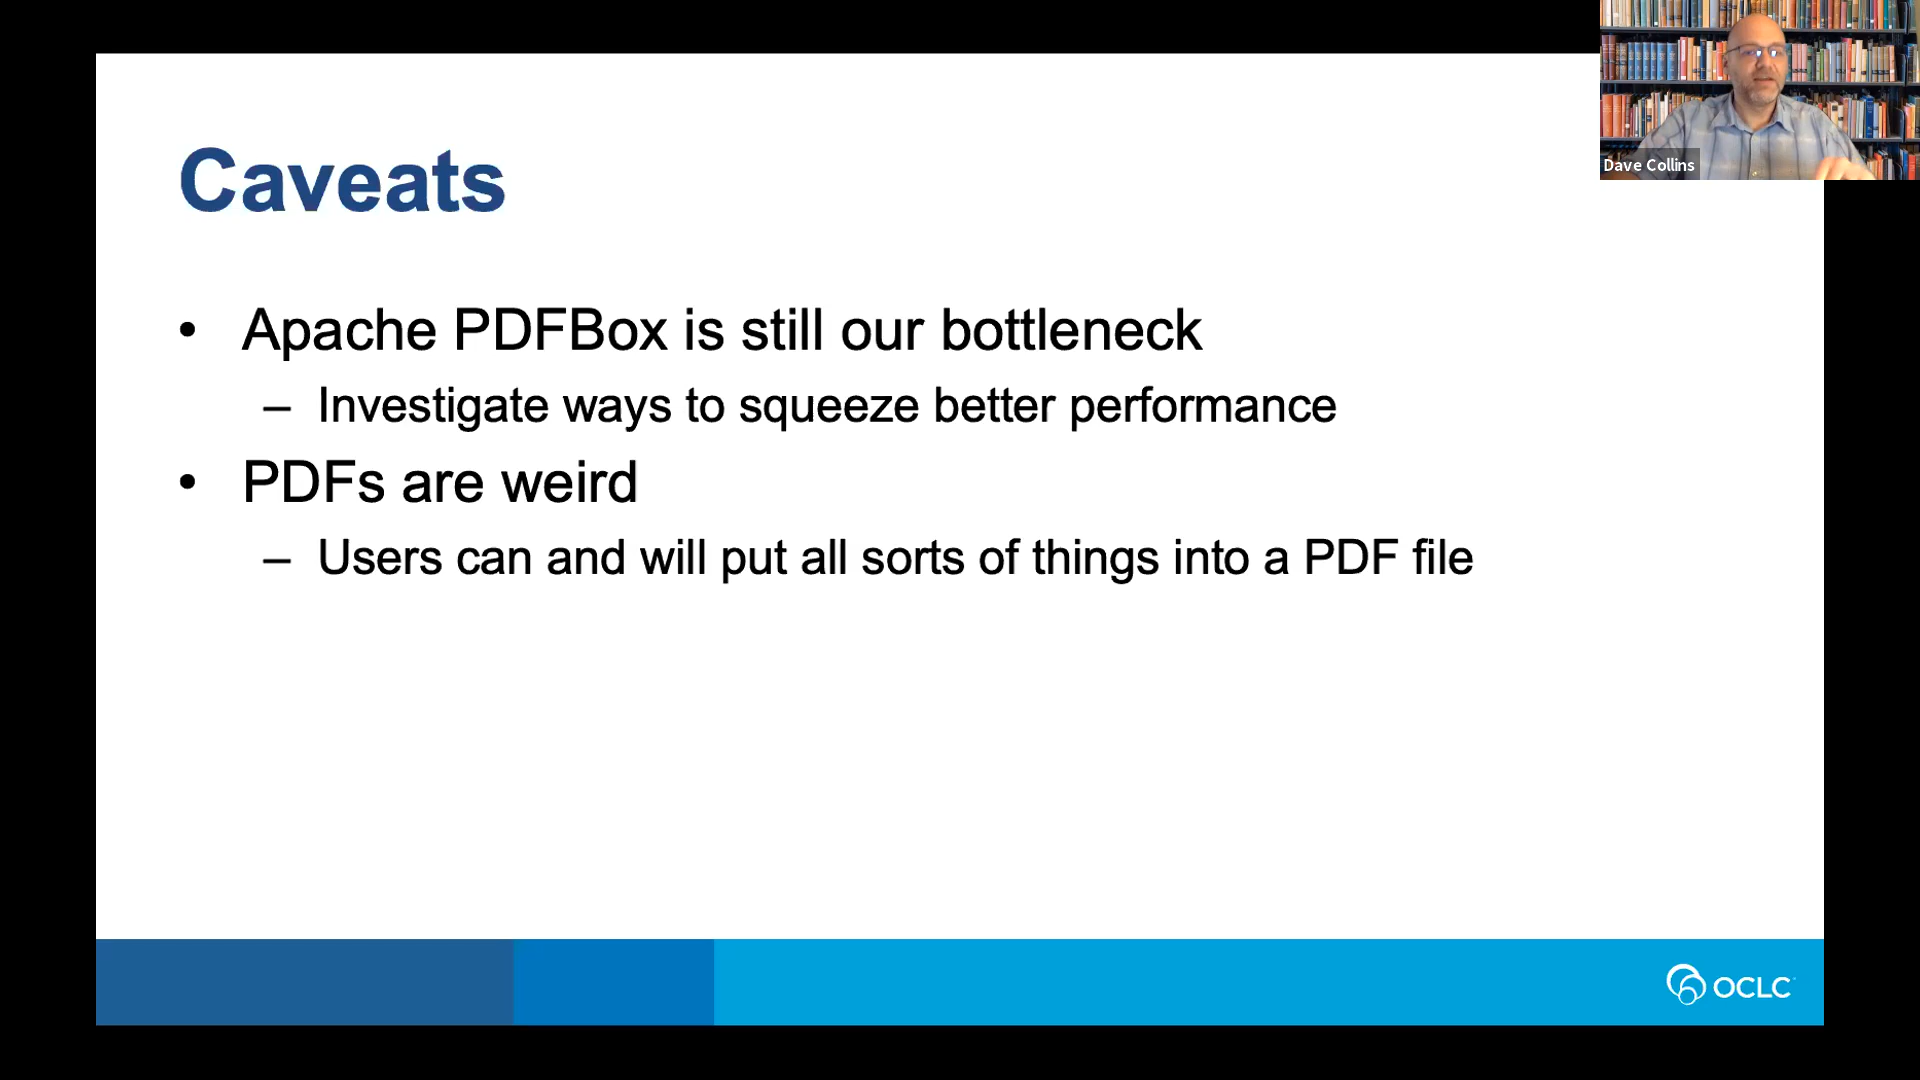 Dave Collins
Caveats
• Apache PDFBox is still our bottleneck
– Investigate ways to squeeze better performance
• PDFs are weird
– Users can and will put all sorts of things into a PDF file
OCLC